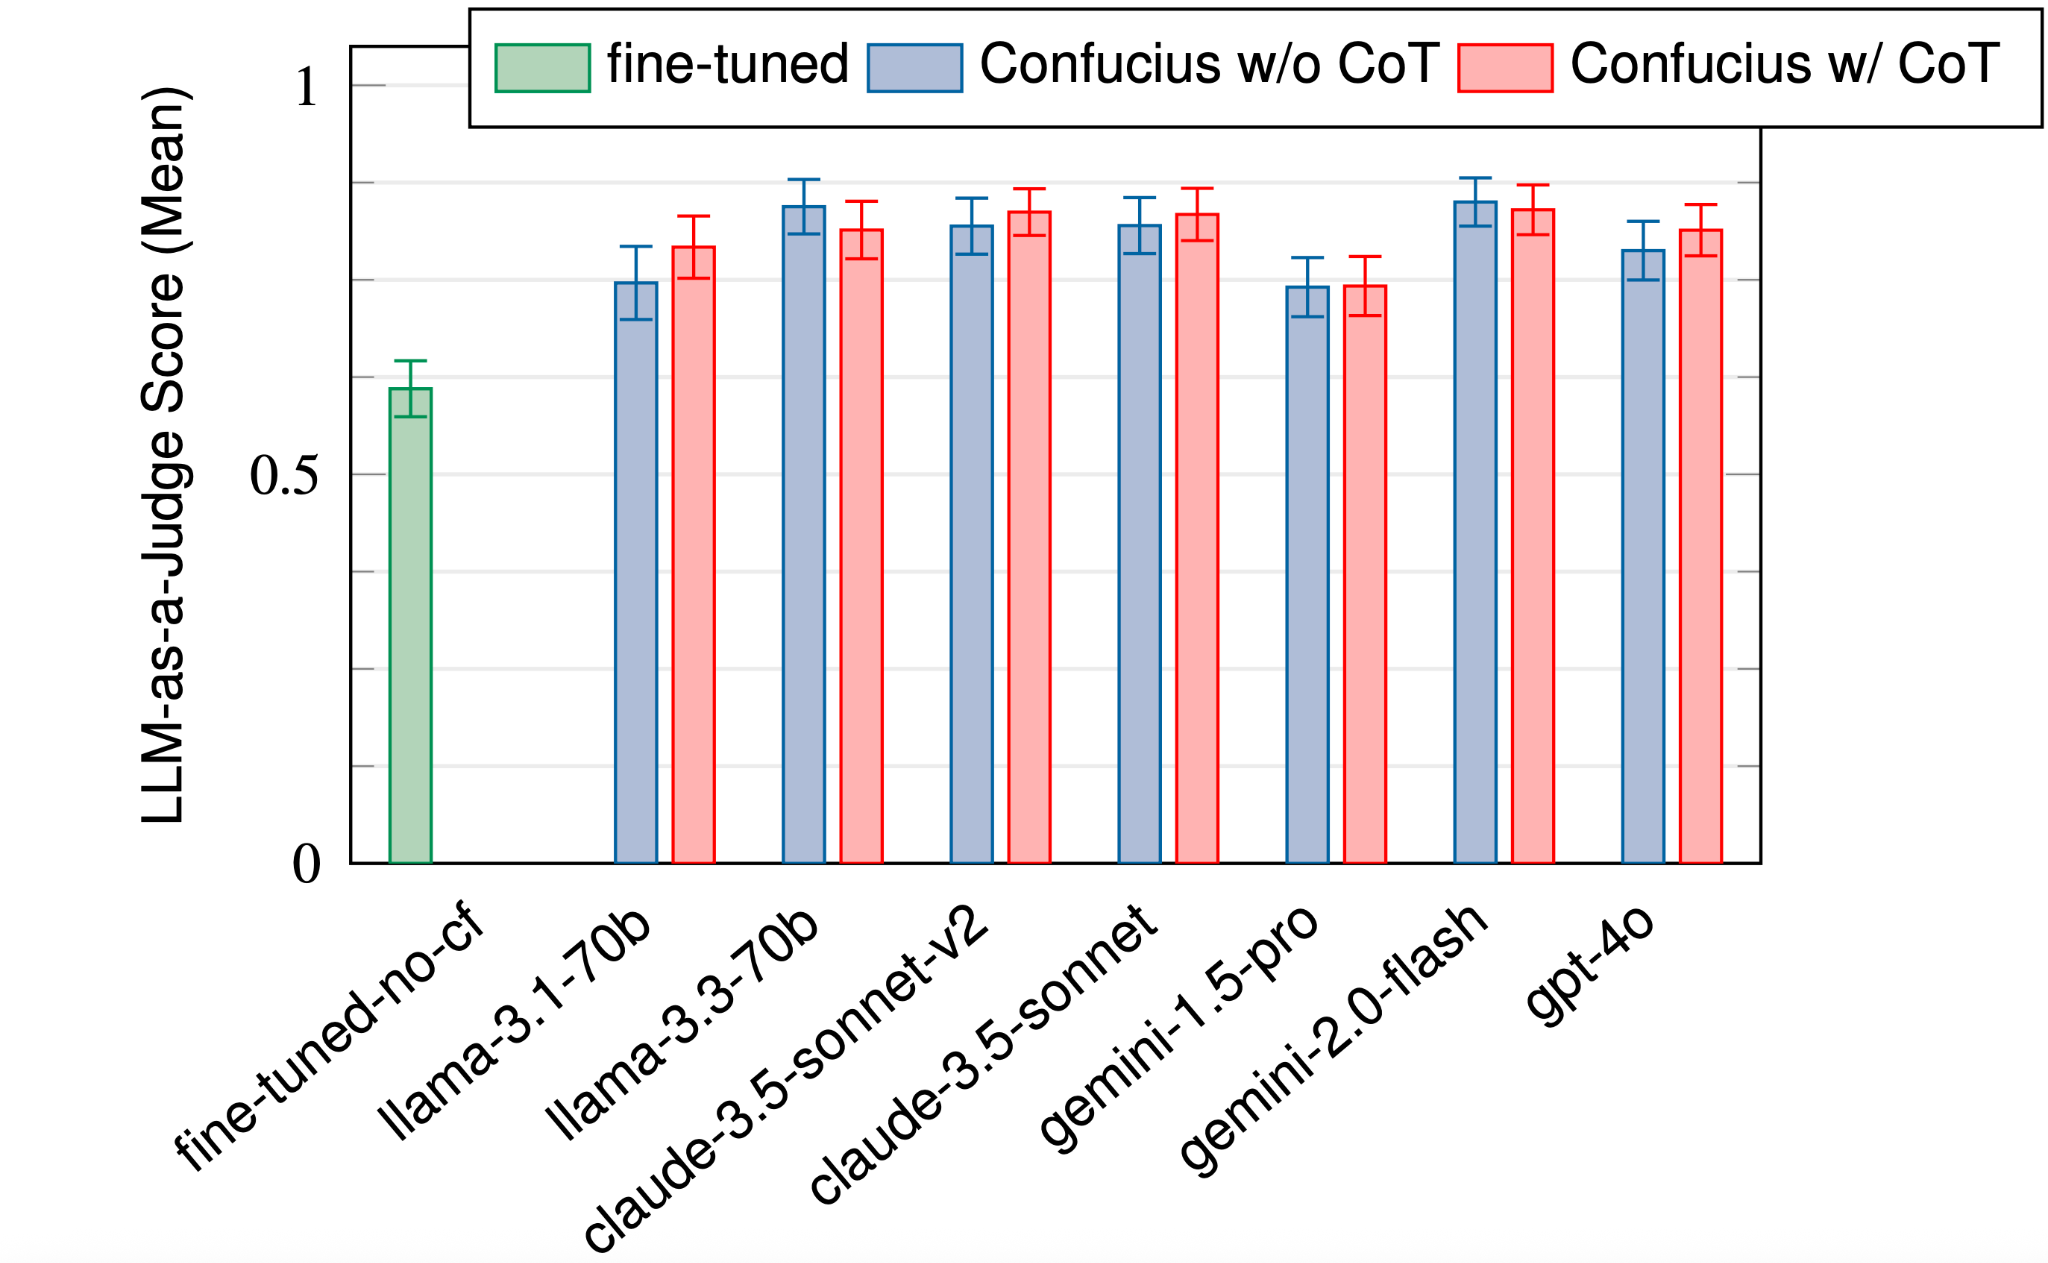 fine-tuned Confucius w/o CoT Confucius w/ CoT
LLM-as-a-Judge Score (Mean)
1
0.5
0
fine-tuned-no-cf
llama-3.1-70b
llama-3.3-70b
claude-3.5-sonnet-v2
claude-3.5-sonnet
gemini-1.5-pro
gemini-2.0-flash
gpt-4o